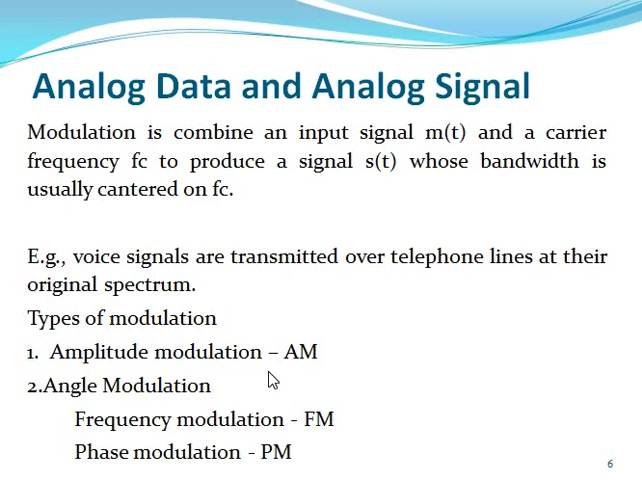 Analog Data and Analog Signal
Modulation is combine an input signal m(t) and a carrier
frequency fc to produce a signal s(t) whose bandwidth is
usually cantered on fc.
E.g., voice signals are transmitted over telephone lines at their
original spectrum.
Types of modulation
1. Amplitude modulation – AM
2.Angle Modulation
Frequency modulation - FM
Phase modulation - PM
6